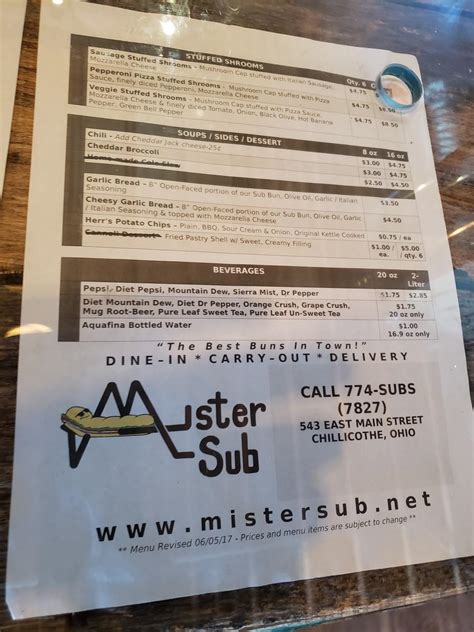 STUFFED SHROOMS
Sausage Stuffed Shrooms – Mushroom Cap stuffed with Italian Sausage, Qty. 6
Mozzarella Cheese $4.75
Pepperoni Pizza Stuffed Shrooms – Mushroom Cap stuffed with Pizza
Sauce, finely diced Pepperoni, Mozzarella Cheese $4.75 $8.50
Veggie Stuffed Shrooms – Mushroom Cap stuffed with Pizza Sauce,
Mozzarella Cheese & finely diced Tomato, Onion, Black Olive, Hot Banana $4.75 $8.50
Pepper, Green Bell Pepper
SOUPS / SIDES / DESSERT 8 oz 16 oz
Chili – Add Cheddar Jack cheese-25¢ $3.00 $4.75
Cheddar Broccoli $3.00 $4.75
Home-made Cole Slaw $2.50 $4.50
Garlic Bread – 8" Open-Faced portion of our Sub Bun, Olive Oil, Garlic / Italian
Seasoning $3.50
Cheesy Garlic Bread – 8" Open-Faced portion of our Sub Bun, Olive Oil, Garlic
/ Italian Seasoning & topped with Mozzarella Cheese $4.50
Herr's Potato Chips – Plain, BBQ, Sour Cream & Onion, Original Kettle Cooked $0.75 / ea
Cannoli Dessert – Fried Pastry Shell w/ Sweet, Creamy Filling $1.00 / ea. $5.00 / qty. 6
BEVERAGES 20 oz 2-Liter
Pepsi, Diet Pepsi, Mountain Dew, Sierra Mist, Dr Pepper $1.75 $2.85
Diet Mountain Dew, Diet Dr Pepper, Orange Crush, Grape Crush, $1.75
Mug Root-Beer, Pure Leaf Sweet Tea, Pure Leaf Un-Sweet Tea 20 oz only
Aquafina Bottled Water $1.00
16.9 oz only
"The Best Buns In Town!"
DINE-IN * CARRY-OUT * DELIVERY
Mister
Sub
CALL 774-SUBS
(7827)
543 EAST MAIN STREET
CHILLICOTHE, OHIO
www.mistersub.net
** Menu Revised 06/05/17 - Prices and menu items are subject to change **